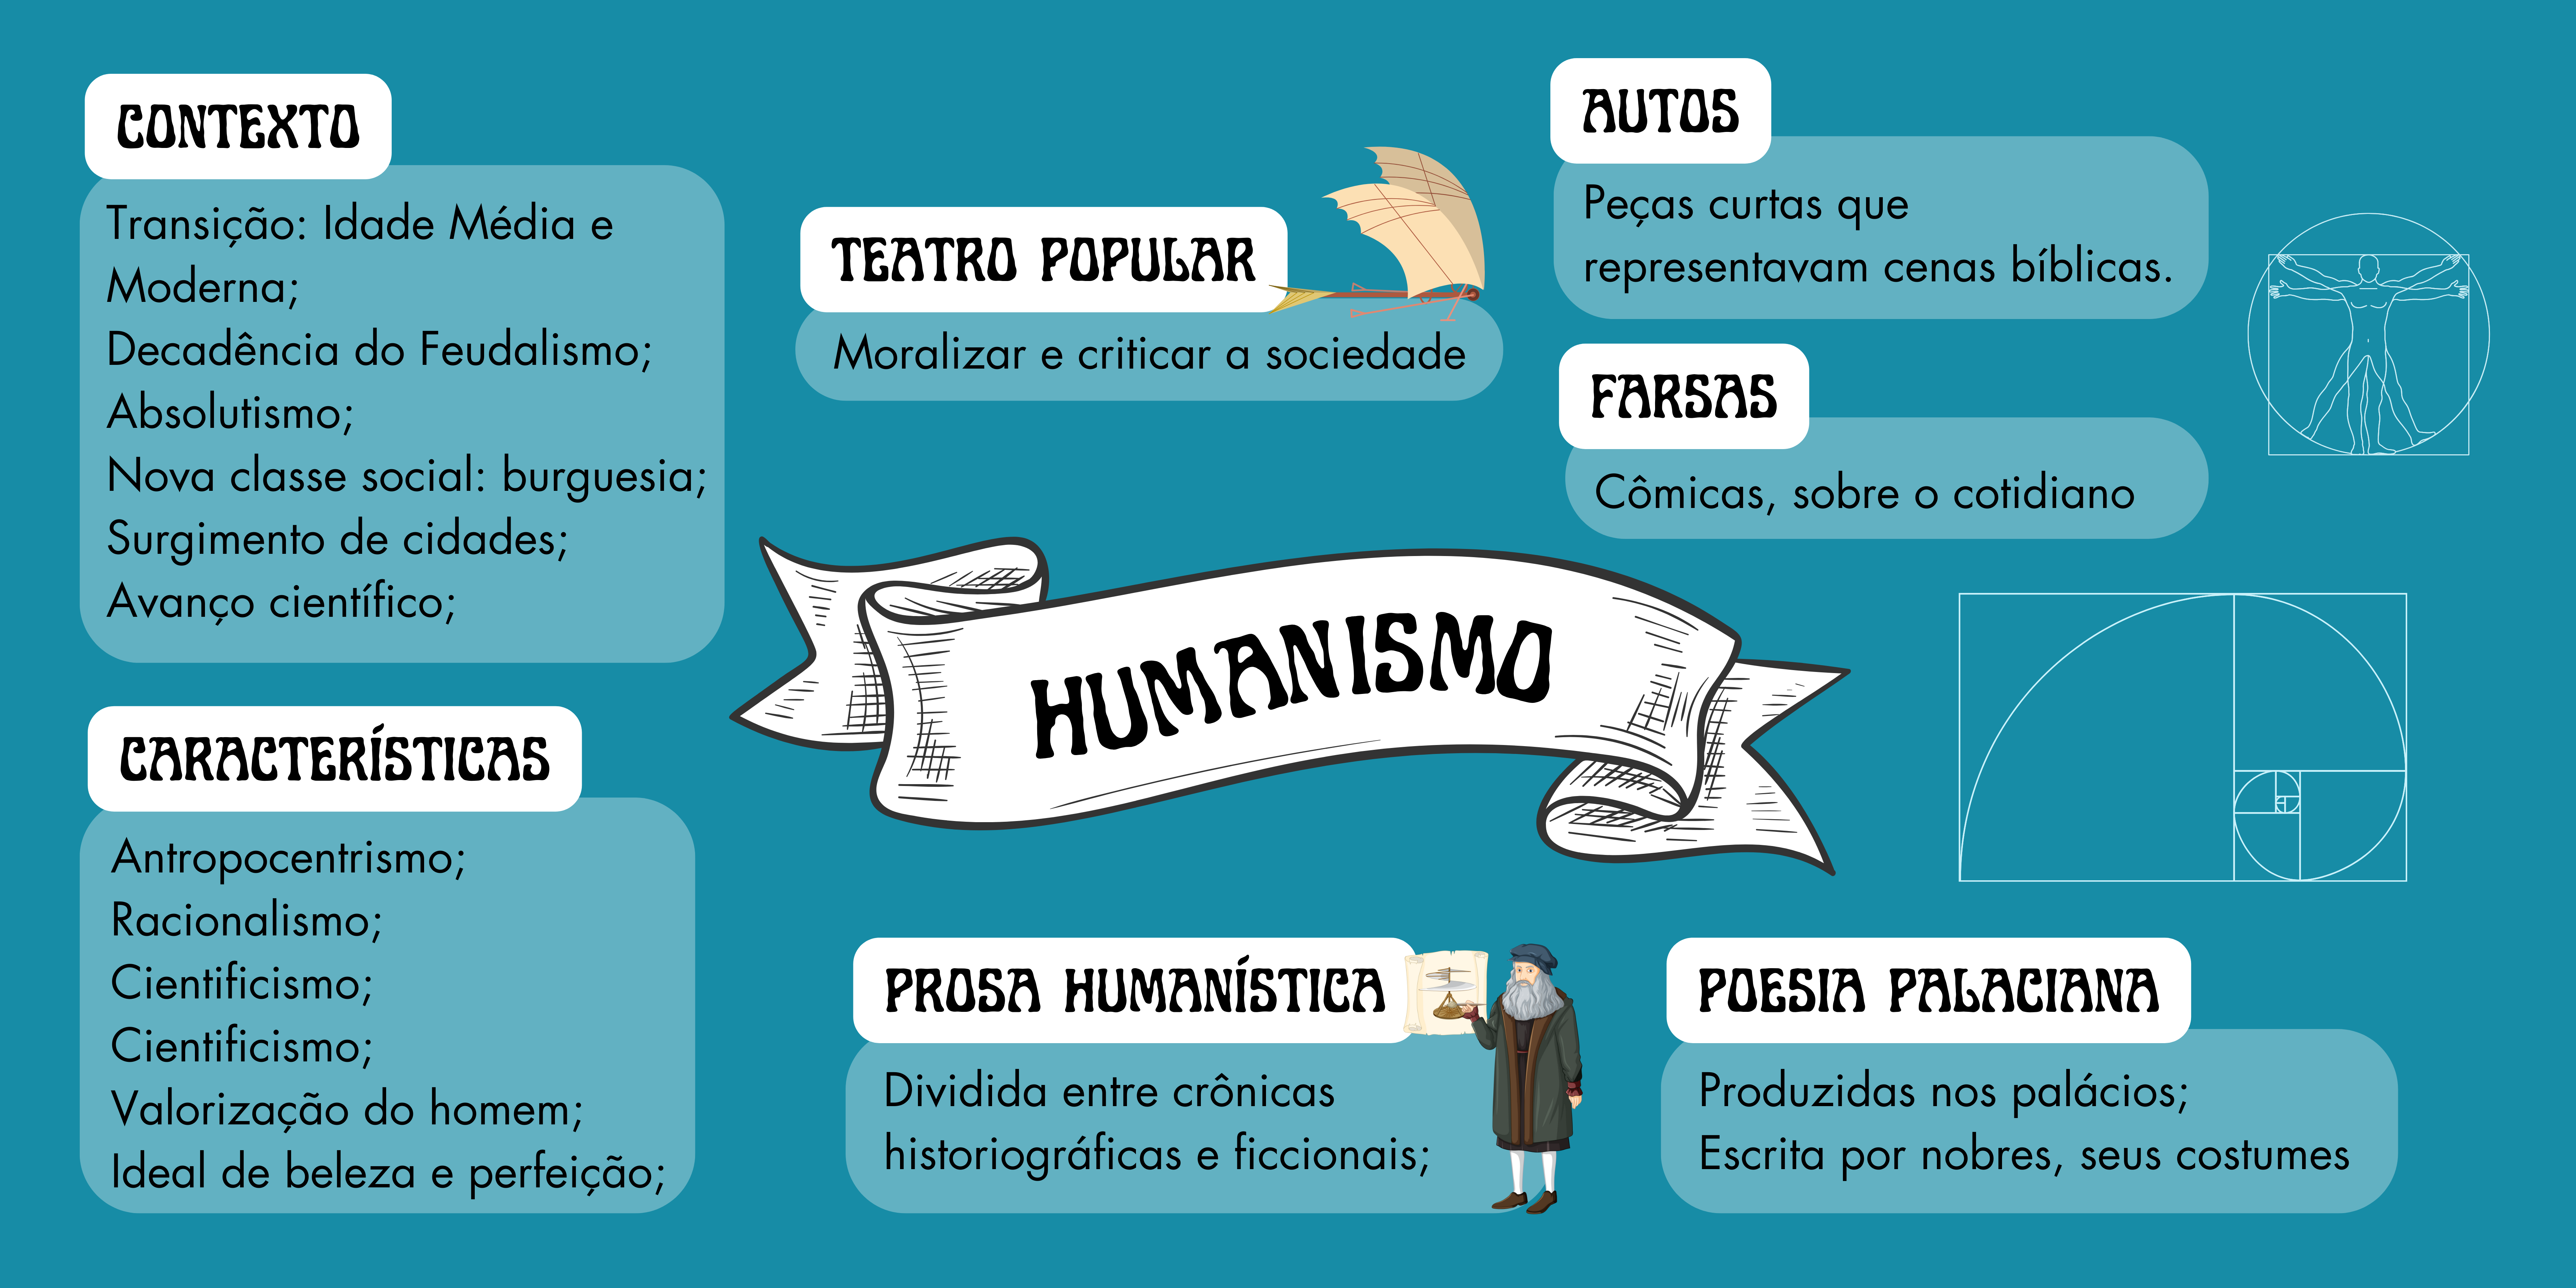 CONTEXTO
Transição: Idade Média e
Moderna;
Decadência do Feudalismo;
Absolutismo;
Nova classe social: burguesia;
Surgimento de cidades;
Avanço científico;
CARACTERÍSTICAS
Antropocentrismo;
Racionalismo;
Cientificismo;
Cientificismo;
Valorização do homem;
Ideal de beleza e perfeição;
TEATRO POPULAR
Moralizar e criticar a sociedade
AUTOS
Peças curtas que
representavam cenas bíblicas.
FARSAS
Cômicas, sobre o cotidiano
HUMANISMO
PROSA HUMANÍSTICA
Dividida entre crônicas
historiográficas e ficcionais;
POESIA PALACIANA
Produzidas nos palácios;
Escrita por nobres, seus costumes